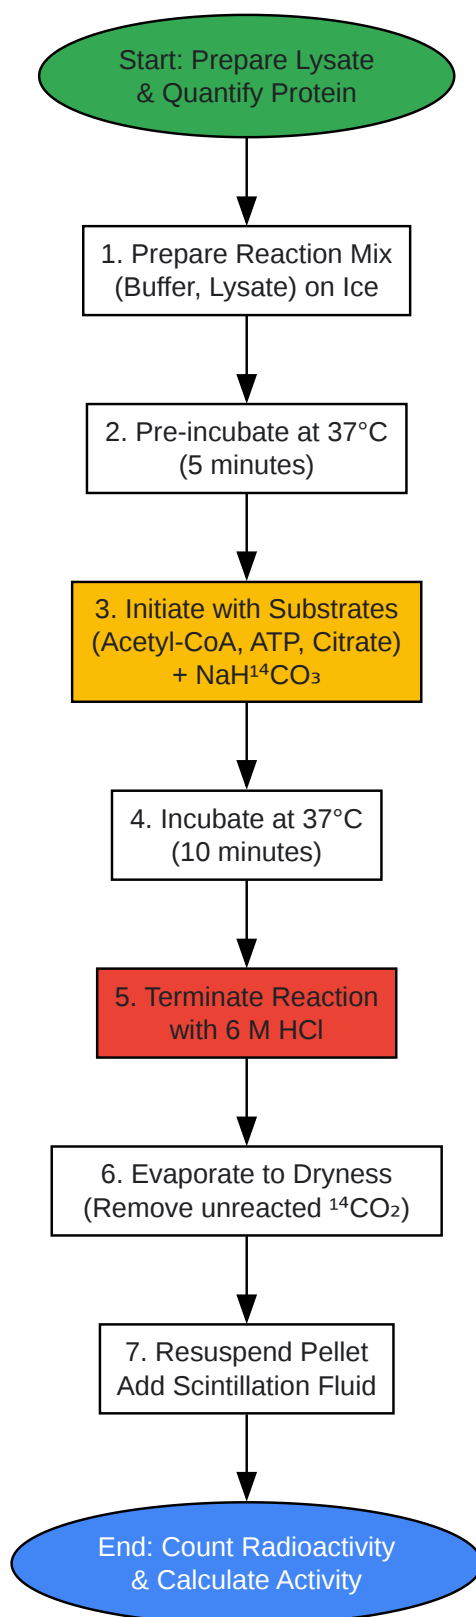 Start: Prepare Lysate
& Quantify Protein
1. Prepare Reaction Mix
(Buffer, Lysate) on Ice
2. Pre-incubate at 37°C
(5 minutes)
3. Initiate with Substrates
(Acetyl-CoA, ATP, Citrate)
+ NaH¹⁴CO₃
4. Incubate at 37°C
(10 minutes)
5. Terminate Reaction
with 6 M HCl
6. Evaporate to Dryness
(Remove unreacted ¹⁴CO₂)
7. Resuspend Pellet
Add Scintillation Fluid
End: Count Radioactivity
& Calculate Activity